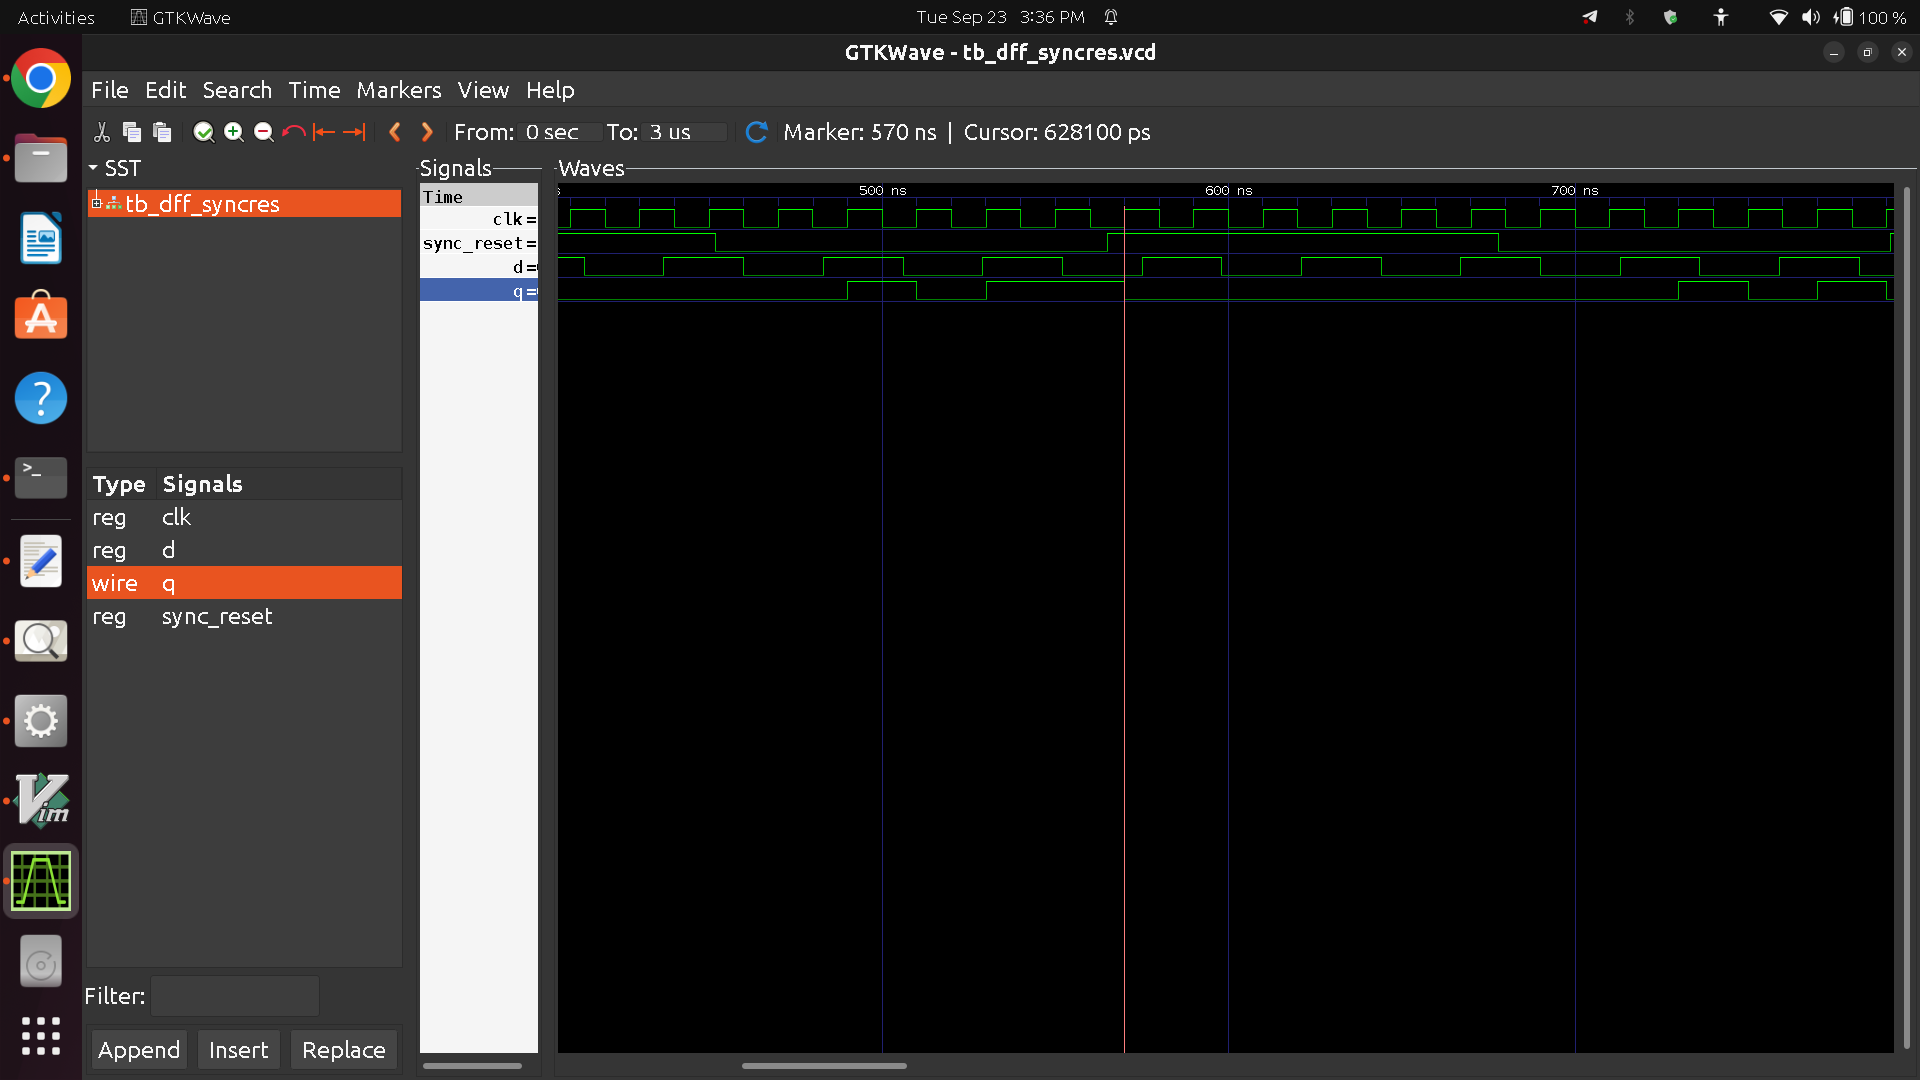 Activities
GTKWave
Tue Sep 23 3:36 PM
100 %
GTKWave - tb_dff_syncres.vcd
File Edit Search Time Markers View Help
From: 0 sec To: 3 us Marker: 570 ns | Cursor: 628100 ps
SST
Signals
Waves
tb_dff_syncres
Time
500 ns 600 ns 700 ns
clk=
sync_reset=
d=
q=
Type Signals
reg clk
reg d
wire q
reg sync_reset
Vim
Filter:
Append Insert Replace